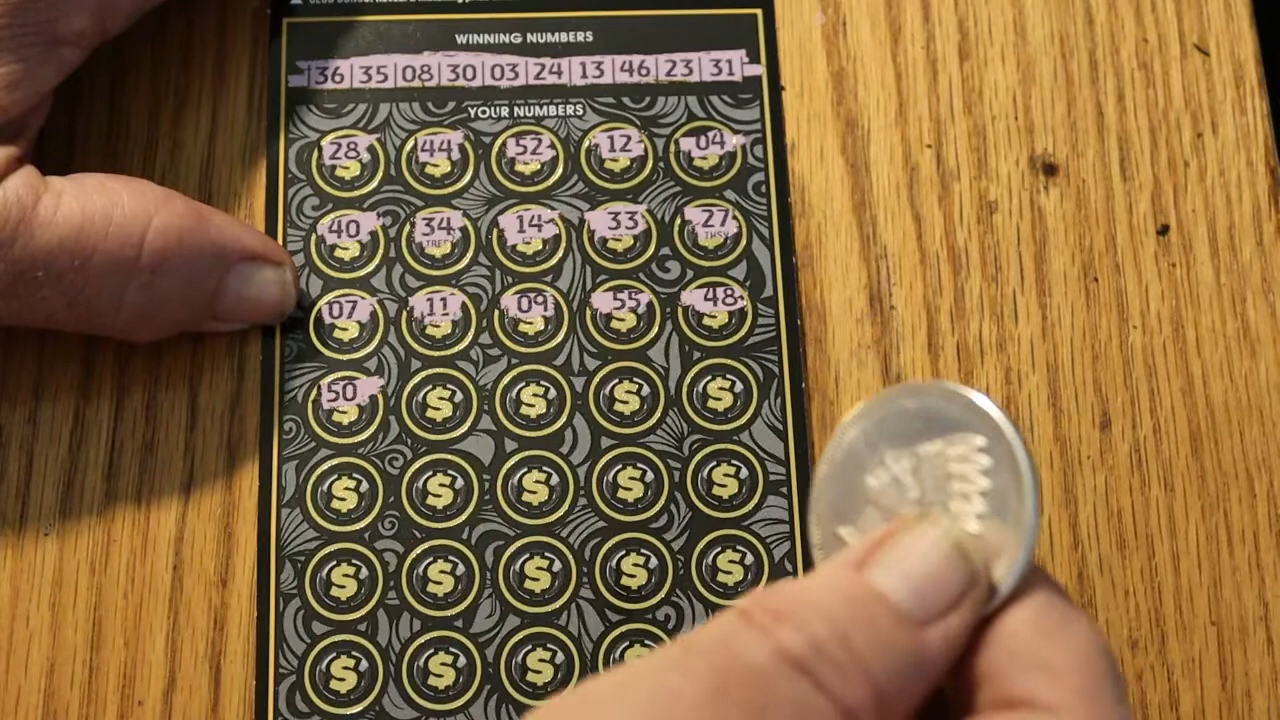 WINNING NUMBERS
36 35 08 30 03 24 13 46 23 31
YOUR NUMBERS
28 44 52 12 04
$ $ $ $ $
40 34 14 33 27
$ $ $ $ $
07 11 09 55 48
$ $ $ $ $
50
$ $ $ $ $
$ $ $ $ $
$ $ $ $ $
$ $ $ $